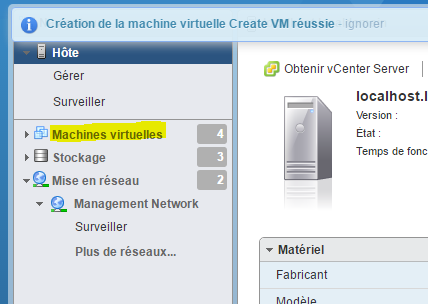 Création de la machine virtuelle Create VM réussie - ignorer
Hôte
Gérer
Surveiller
Machines virtuelles 4
Stockage 3
Mise en réseau 2
Management Network
Surveiller
Plus de réseaux...
Obtenir vCenter Server
Version :
État :
Temps de fonc
Matériel
Fabricant
Modèle